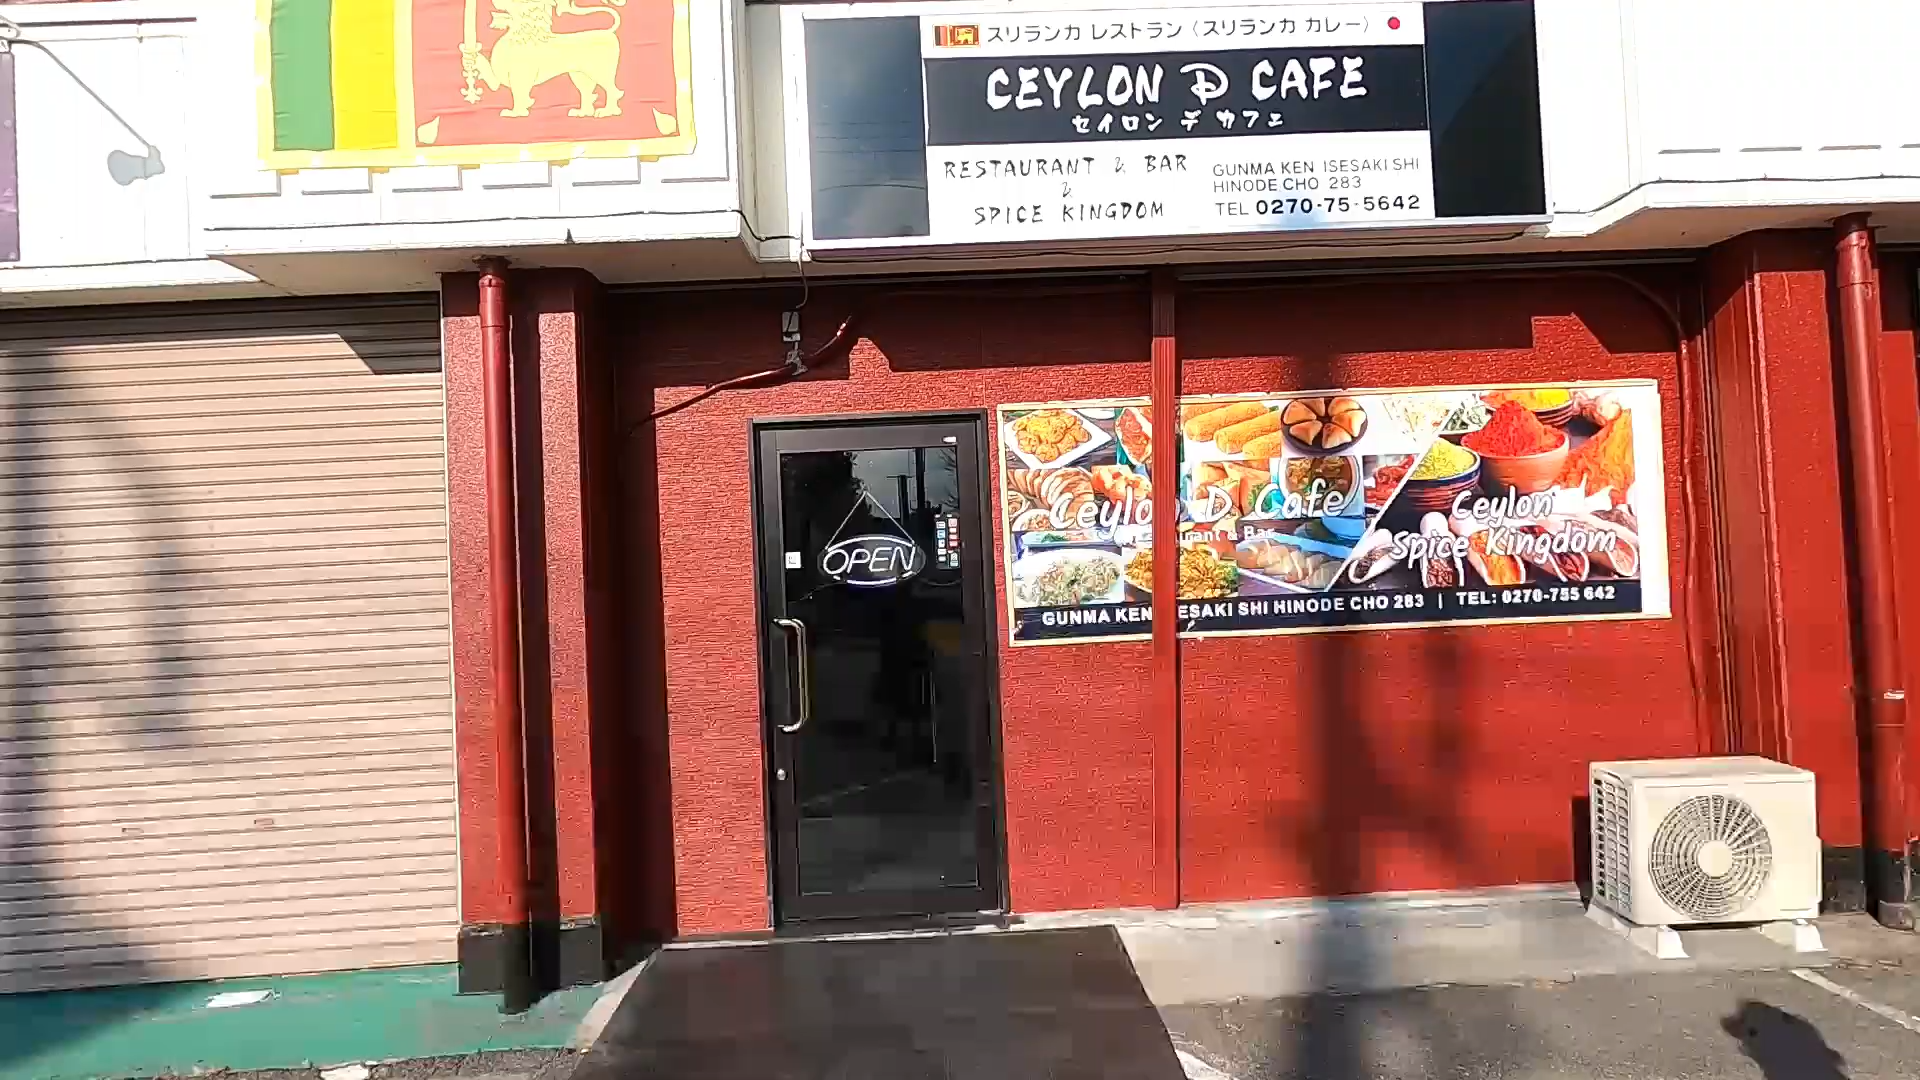 スリランカ レストラン (スリランカ カレー)
CEYLON D CAFE
セイロン デ カフェ
RESTAURANT & BAR
&
SPICE KINGDOM
GUNMA KEN ISESAKI SHI
HINODE CHO 283
TEL 0270-75-5642
OPEN
Ceylon D Cafe
urant & Bar
Ceylon
Spice Kingdom
GUNMA KEN ESAKI SHI HINODE CHO 283 | TEL: 0270-755 642